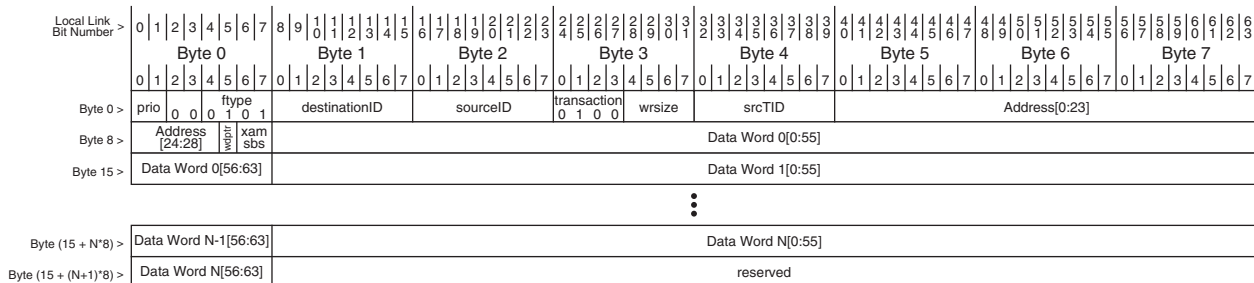 Local Link
Bit Number >
0 1 2 3 4 5 6 7 8 9 10 11 12 13 14 15 16 17 18 19 20 21 22 23 24 25 26 27 28 29 30 31 32 33 34 35 36 37 38 39 40 41 42 43 44 45 46 47 48 49 50 51 52 53 54 55 56 57 58 59 60 61 62 63
Byte 0 Byte 1 Byte 2 Byte 3 Byte 4 Byte 5 Byte 6 Byte 7
0 1 2 3 4 5 6 7 0 1 2 3 4 5 6 7 0 1 2 3 4 5 6 7 0 1 2 3 4 5 6 7 0 1 2 3 4 5 6 7 0 1 2 3 4 5 6 7 0 1 2 3 4 5 6 7 0 1 2 3 4 5 6 7
Byte 0 > prio 0 0 ftype 0 1 0 1 destinationID sourceID transaction 0 1 0 0 wrsize srcTID Address[0:23]
Byte 8 > Address [24:28] wdptr xam sbs Data Word 0[0:55]
Byte 15 > Data Word 0[56:63] Data Word 1[0:55]
Byte (15 + N*8) > Data Word N-1[56:63] Data Word N[0:55]
Byte (15 + (N+1)*8) > Data Word N[56:63] reserved